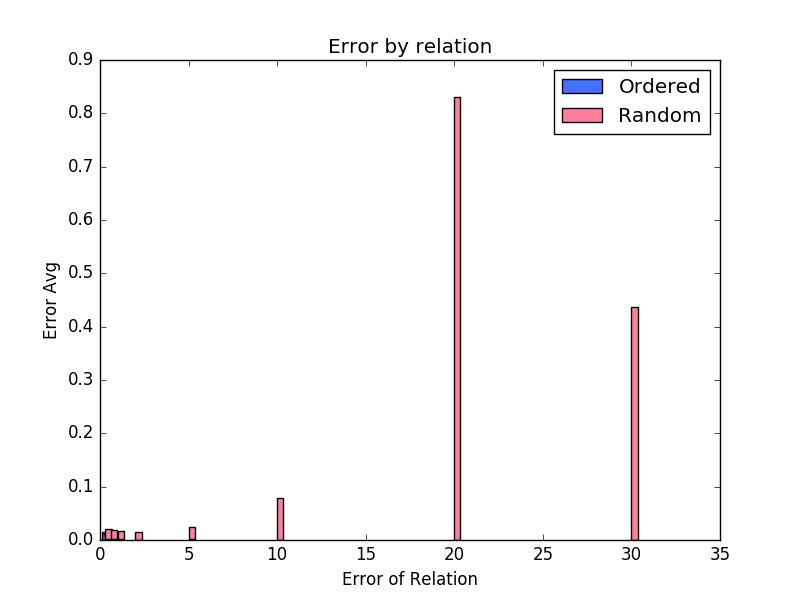 Error by relation
Ordered
Random
Error Avg
0.9
0.8
0.7
0.6
0.5
0.4
0.3
0.2
0.1
0.0
0 5 10 15 20 25 30 35
Error of Relation